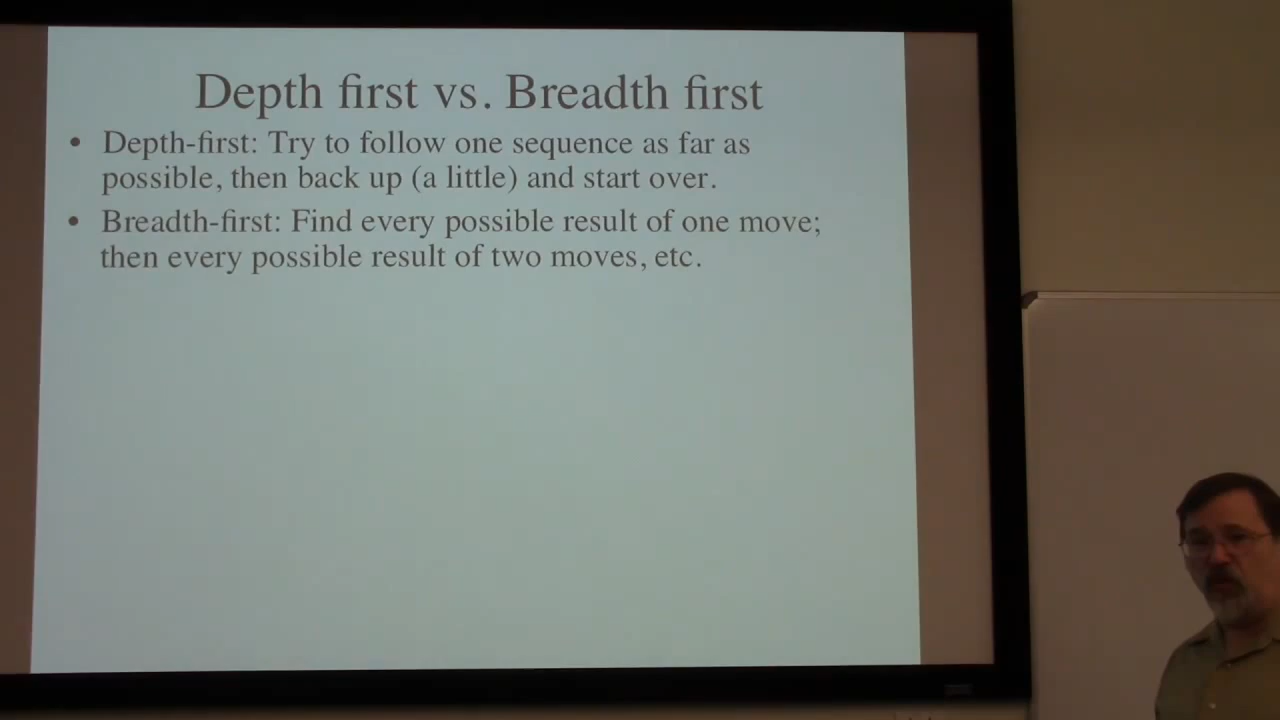 Depth first vs. Breadth first
• Depth-first: Try to follow one sequence as far as
possible, then back up (a little) and start over.
• Breadth-first: Find every possible result of one move;
then every possible result of two moves, etc.